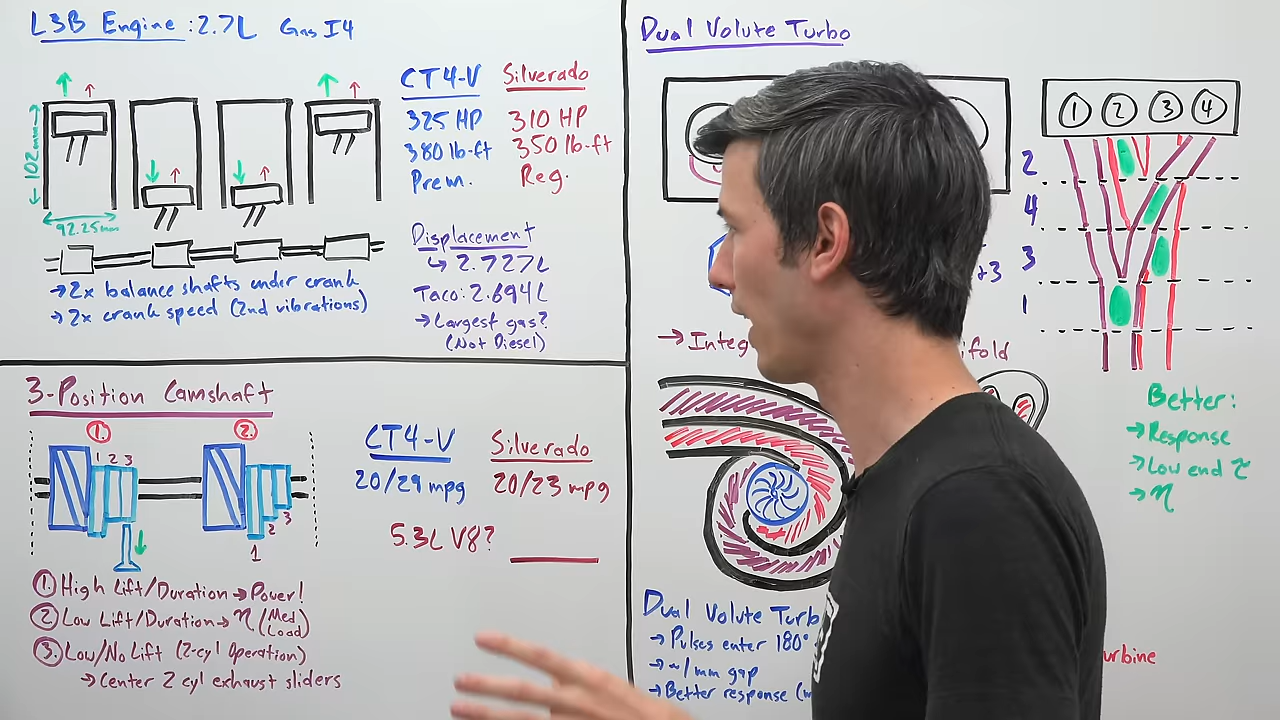 L3B Engine: 2.7L Gas I4
102mm
92.25mm
→2x balance shafts under crank
→2x crank speed (2nd vibrations)
CT4-V Silverado
325 HP 310 HP
380 lb-ft 350 lb-ft
Prem. Reg.
Displacement
↳ 2.727L
Taco: 2.694L
→Largest gas?
(Not Diesel)
3-Position Camshaft
1. 2.
1 2 3
1 2 3
① High Lift/Duration → Power!
② Low Lift/Duration → η (Med Load)
③ Low/No Lift (2-cyl Operation)
→ Center 2 cyl exhaust sliders
CT4-V Silverado
20/29 mpg 20/23 mpg
5.3L V8?
Dual Volute Turbo
+3
→ Integ
ifold
1 2 3 4
2
4
3
1
Better:
→ Response
→ Low end τ
→ η
Dual Volute Turb
→ Pulses enter 180°
→ ~1mm gap
→ Better response
urbine